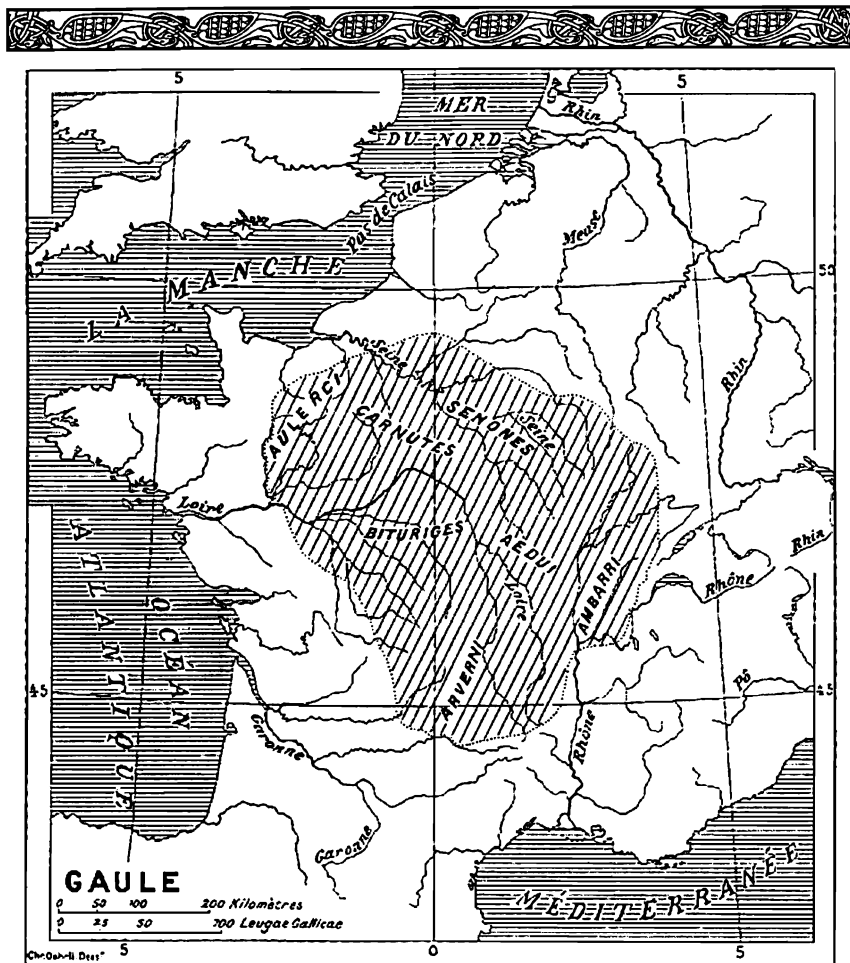 5
5
MER
DU NORD
Rhin
Pas de Calais
Meuse
LA MANCHE
50
Rhin
Seine
AULERCI
CARNUTES
SENONES
Seine
Loire
BITURIGES
AEDUI
AMBARRI
Rhin
Rhône
Loire
OCÉAN
ATLANTIQUE
ARVERNI
45
45
Pô
Garonne
Rhône
Garonne
GAULE
0 50 100 200 Kilomètres
0 25 50 100 Leugae Gallicae
MÉDITERRANÉE
5
0
5